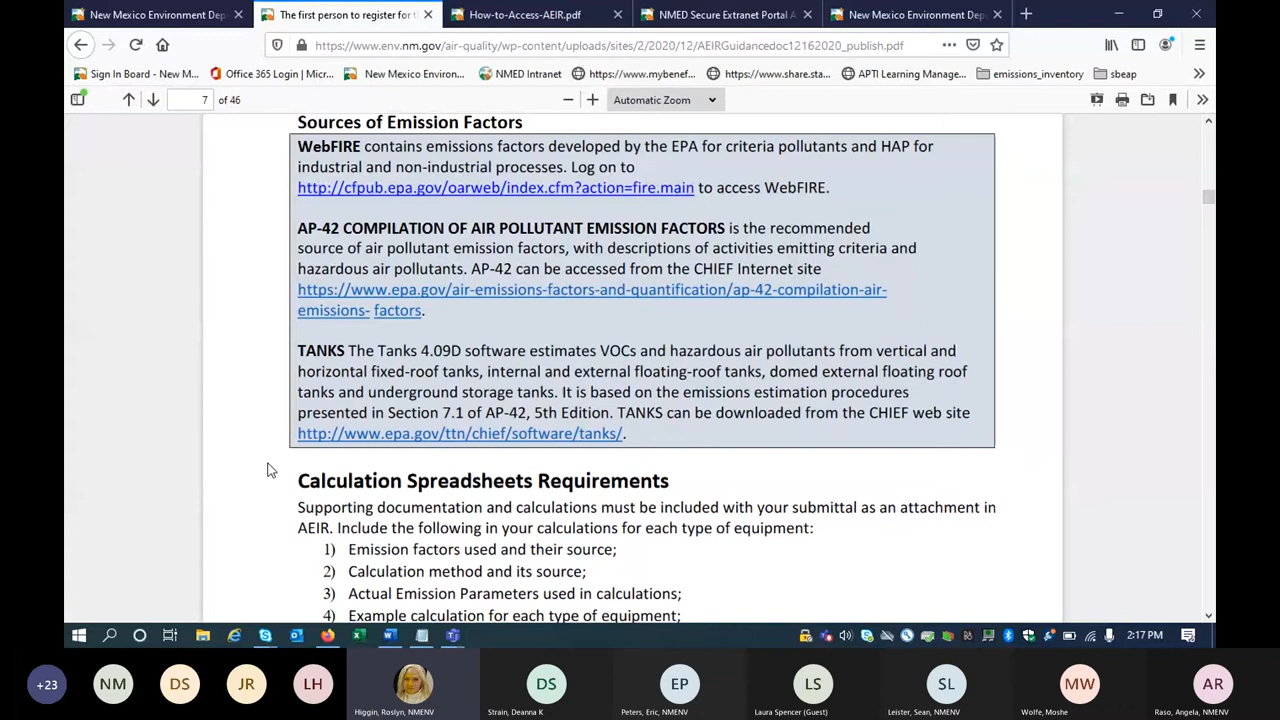 New Mexico Environment Dep
The first person to register for t
How-to-Access-AEIR.pdf
NMED Secure Extranet Portal A
New Mexico Environment Dep
https://www.env.nm.gov/air-quality/wp-content/uploads/sites/2/2020/12/AEIRGuidancedoc12162020_publish.pdf
Sign In Board - New M...
Office 365 Login | Micr...
New Mexico Environ...
NMED Intranet
https://www.mybenef...
https://www.share.sta...
APTI Learning Manage...
emissions_inventory
sbeap
7 of 46
Automatic Zoom
Sources of Emission Factors
WebFIRE contains emissions factors developed by the EPA for criteria pollutants and HAP for
industrial and non-industrial processes. Log on to
http://cfpub.epa.gov/oarweb/index.cfm?action=fire.main to access WebFIRE.
AP-42 COMPILATION OF AIR POLLUTANT EMISSION FACTORS is the recommended
source of air pollutant emission factors, with descriptions of activities emitting criteria and
hazardous air pollutants. AP-42 can be accessed from the CHIEF Internet site
https://www.epa.gov/air-emissions-factors-and-quantification/ap-42-compilation-air-
emissions- factors.
TANKS The Tanks 4.09D software estimates VOCs and hazardous air pollutants from vertical and
horizontal fixed-roof tanks, internal and external floating-roof tanks, domed external floating roof
tanks and underground storage tanks. It is based on the emissions estimation procedures
presented in Section 7.1 of AP-42, 5th Edition. TANKS can be downloaded from the CHIEF web site
http://www.epa.gov/ttn/chief/software/tanks/.
Calculation Spreadsheets Requirements
Supporting documentation and calculations must be included with your submittal as an attachment in
AEIR. Include the following in your calculations for each type of equipment:
1) Emission factors used and their source;
2) Calculation method and its source;
3) Actual Emission Parameters used in calculations;
4) Example calculation for each type of equipment;
2:17 PM
+23
NM
DS
JR
LH
DS
EP
LS
SL
MW
AR
Higgin, Roslyn, NMENV
Strain, Deanna K
Peters, Eric, NMENV
Laura Spencer (Guest)
Leister, Sean, NMENV
Wolfe, Moshe
Raso, Angela, NMENV